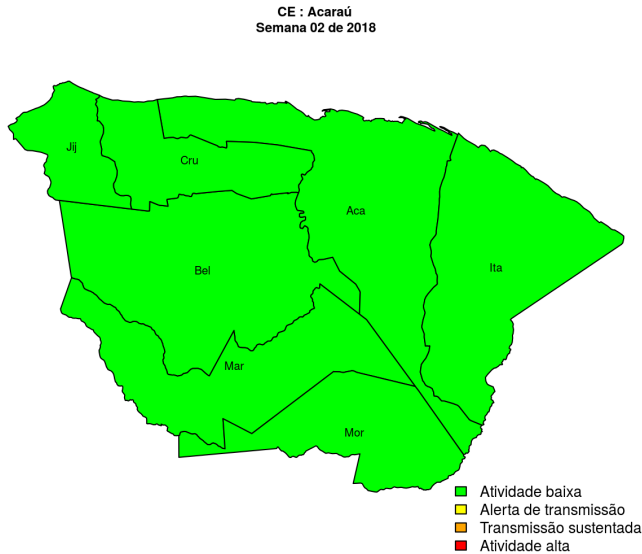 CE : Acaraú
Semana 02 de 2018
Jij
Cru
Aca
Bel
Ita
Mar
Mor
Atividade baixa
Alerta de transmissão
Transmissão sustentada
Atividade alta